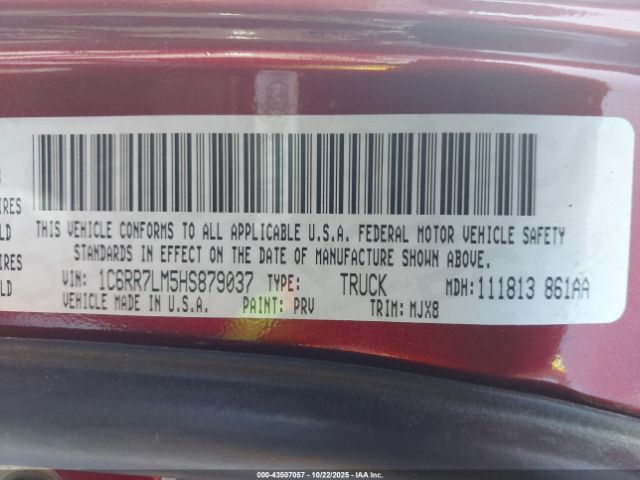 IRES
LD
THIS VEHICLE CONFORMS TO ALL APPLICABLE U.S.A. FEDERAL MOTOR VEHICLE SAFETY
IRES
STANDARDS IN EFFECT ON THE DATE OF MANUFACTURE SHOWN ABOVE.
LD
VIN: 1C6RR7LM5HS879037 TYPE: TRUCK MDH:111813 861AA
VEHICLE MADE IN U.S.A. PAINT: PRV TRIM: MJX8
000-43507057 - 10/22/2025 - IAAI.COM